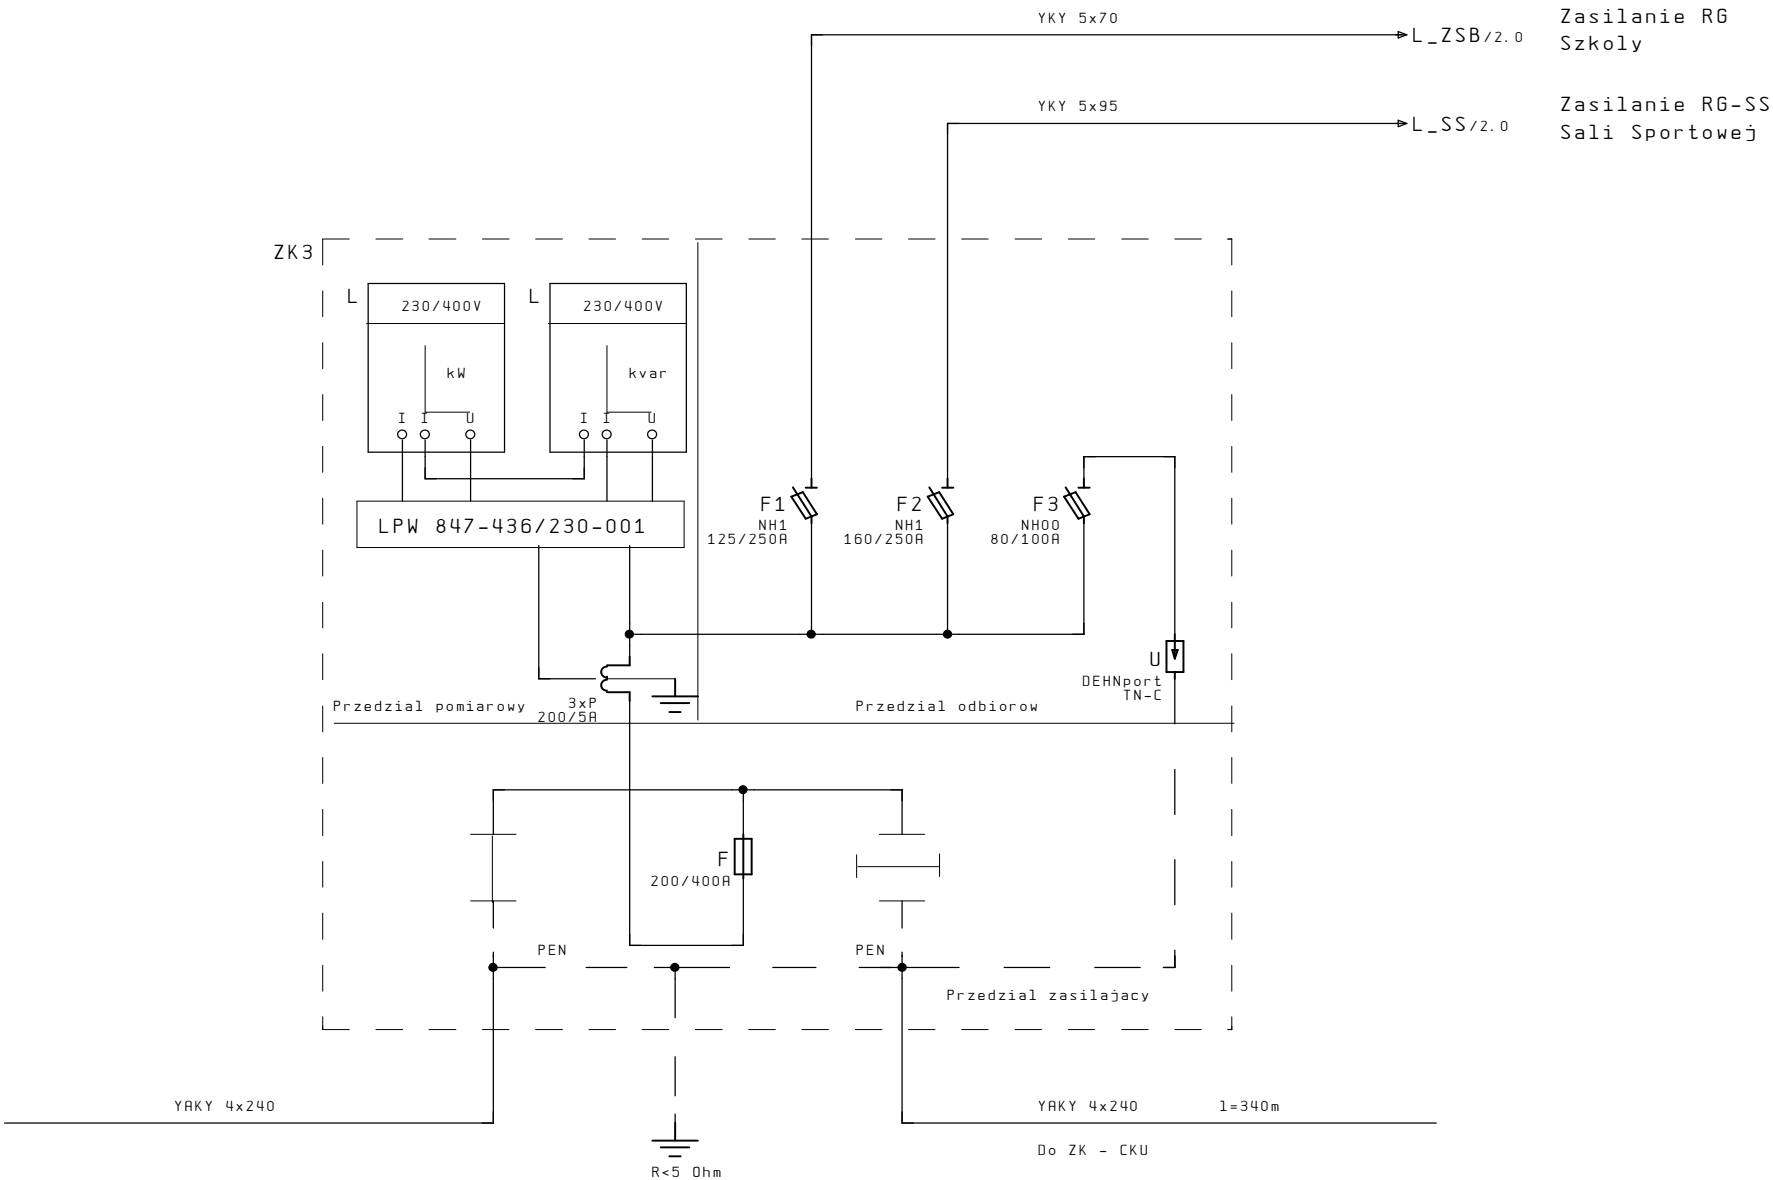 YKY 5x70
L_ZSB/2.0
Zasilanie RG
Szkoly
YKY 5x95
L_SS/2.0
Zasilanie RG-SS
Sali Sportowej
ZK3
L
230/400V
L
230/400V
kW
kvar
I I U
I I U
LPW 847-436/230-001
F1
NH1
125/250A
F2
NH1
160/250A
F3
NH00
80/100A
U
DEHNport
TN-C
Przedzial pomiarowy
3xP
200/5A
Przedzial odbiorow
F
200/400A
PEN
PEN
Przedzial zasilajacy
YAKY 4x240
YAKY 4x240 l=340m
Do ZK - CKU
R<5 Ohm